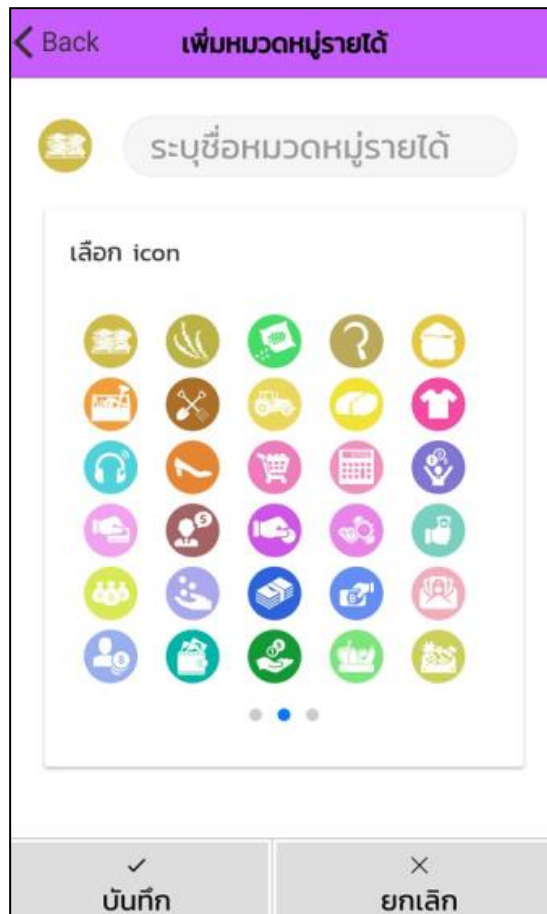 Back
เพิ่มหมวดหมู่รายได้
ระบุชื่อหมวดหมู่รายได้
เลือก icon
บันทึก
ยกเลิก